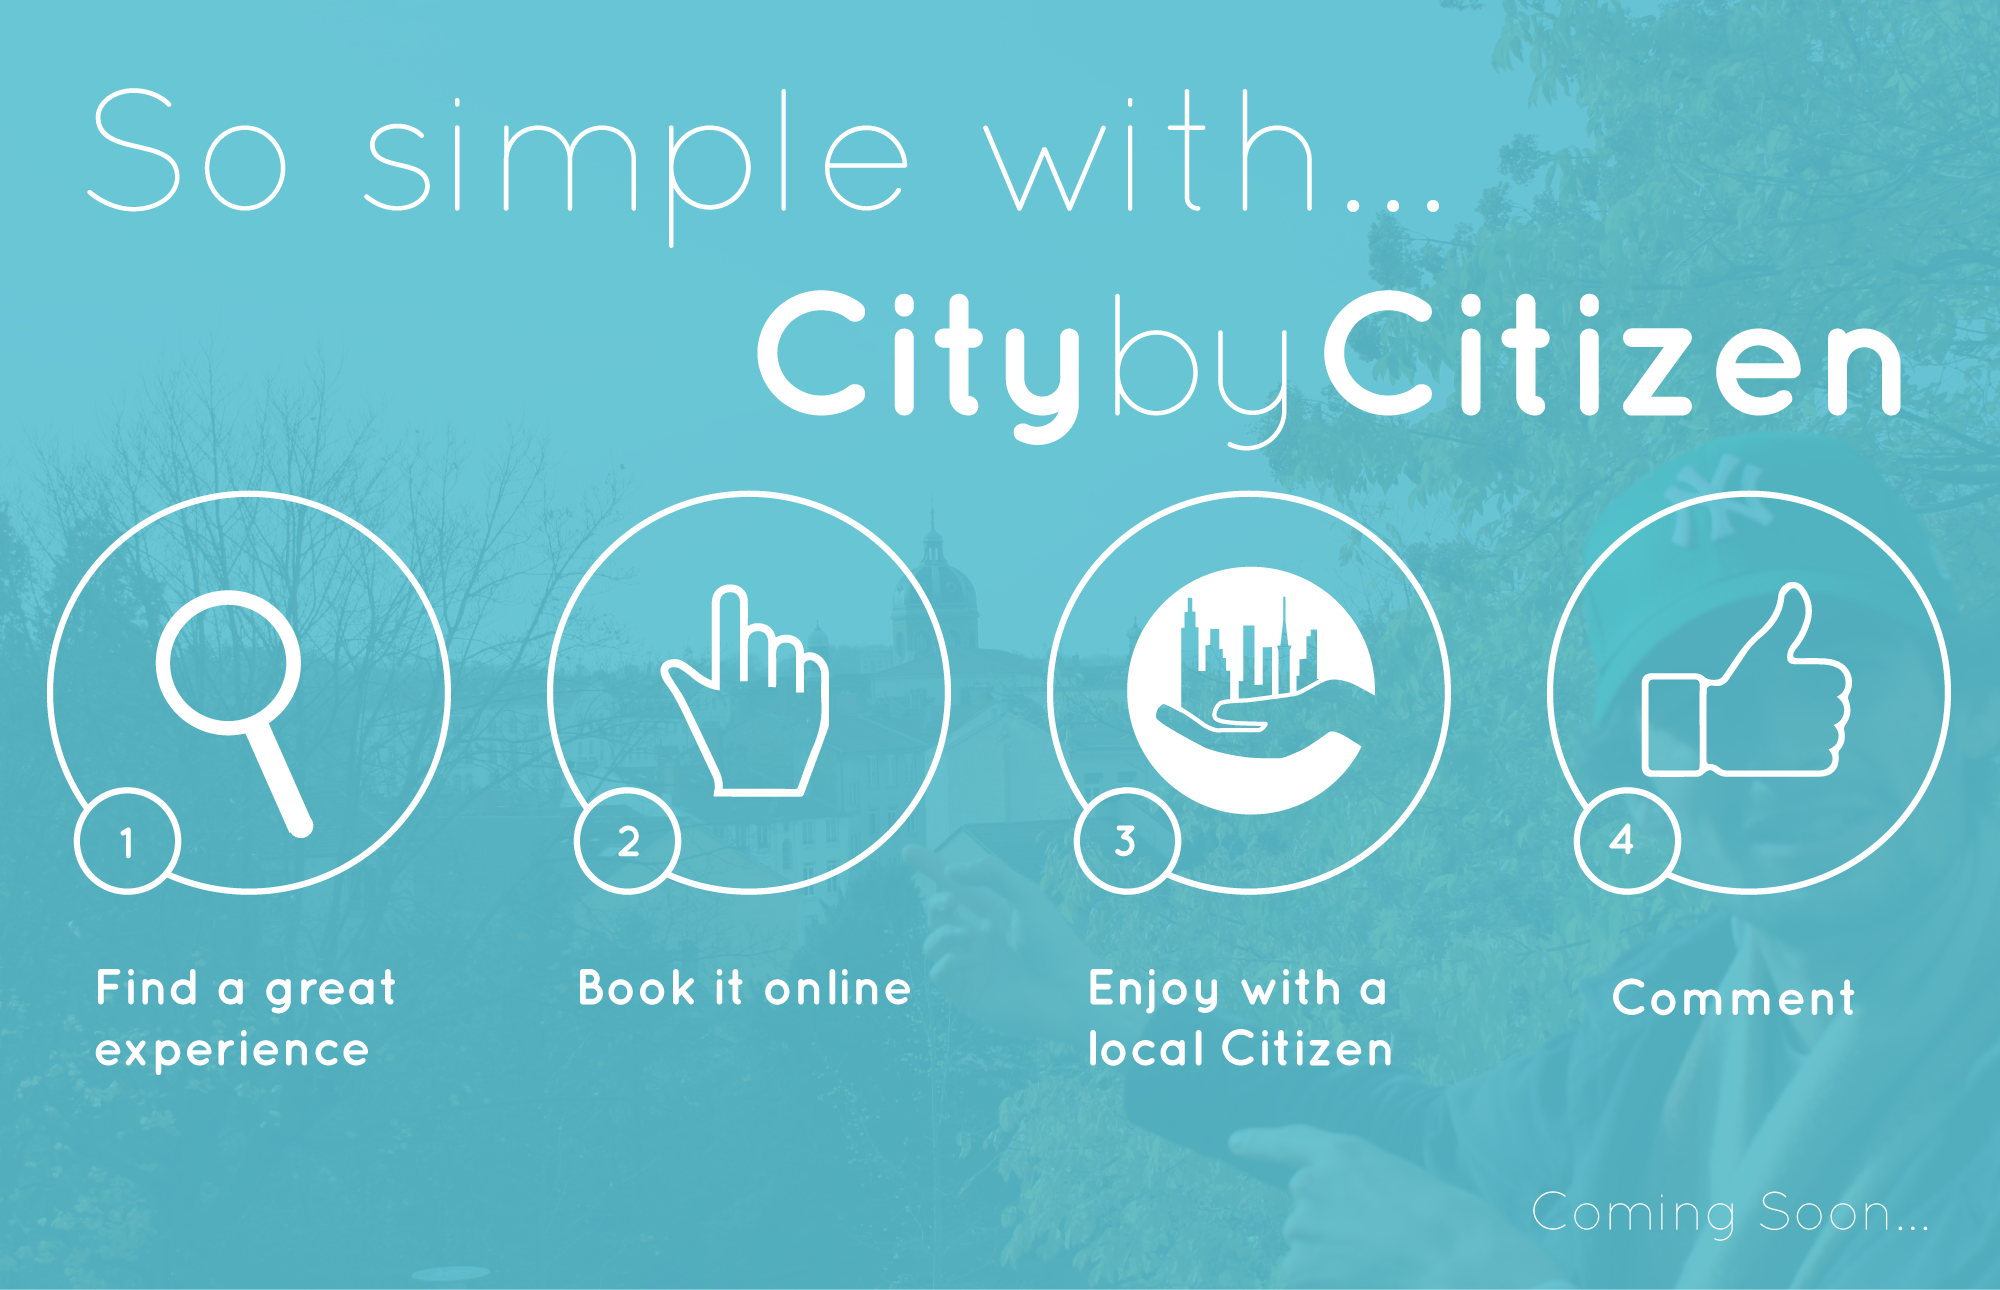 So simple with...
CitybyCitizen
NY
1
2
3
4
Find a great
experience
Book it online
Enjoy with a
local Citizen
Comment
Coming Soon...